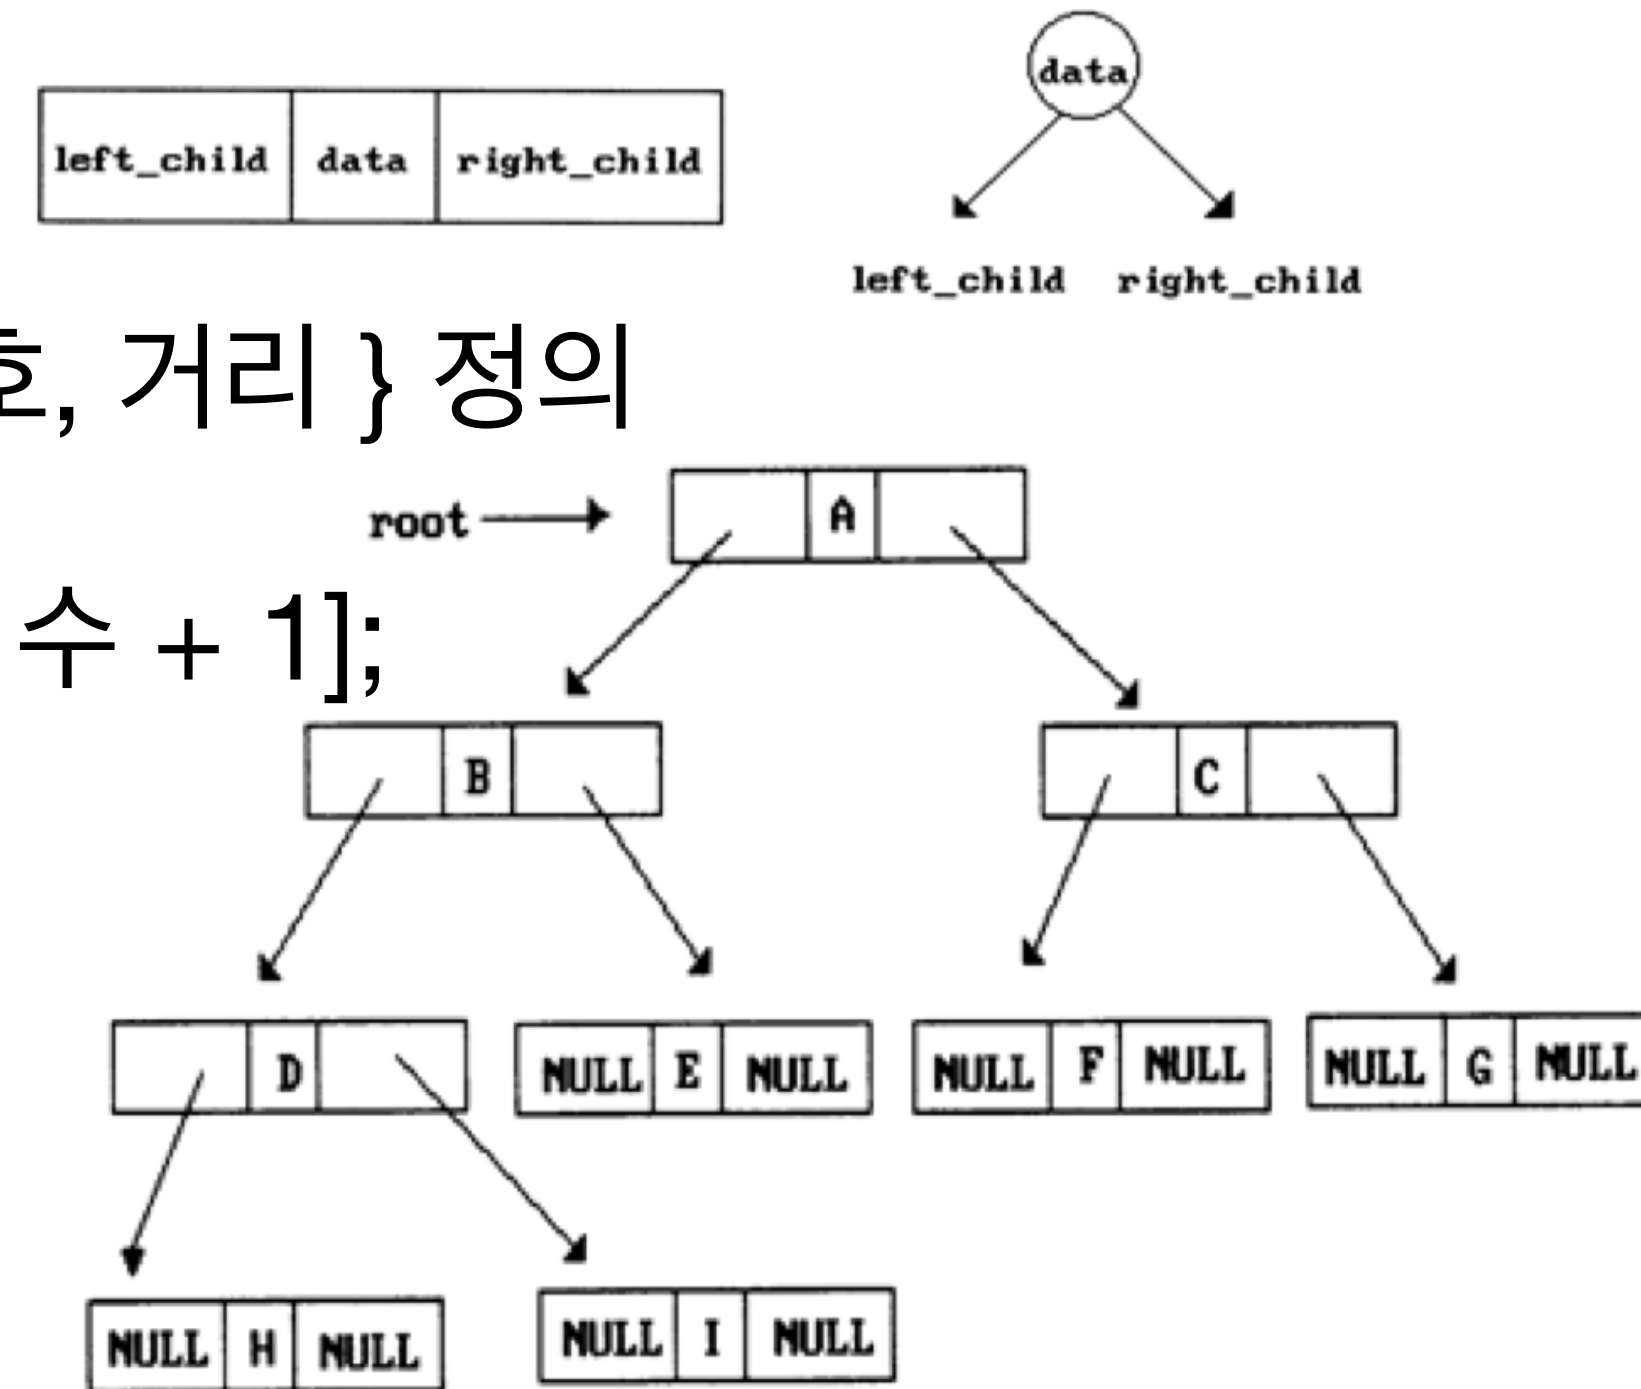 data
left_child data right_child
left_child right_child
호, 거리 } 정의
root A
수 + 1];
B C
D NULL E NULL NULL F NULL NULL G NULL
NULL H NULL NULL I NULL